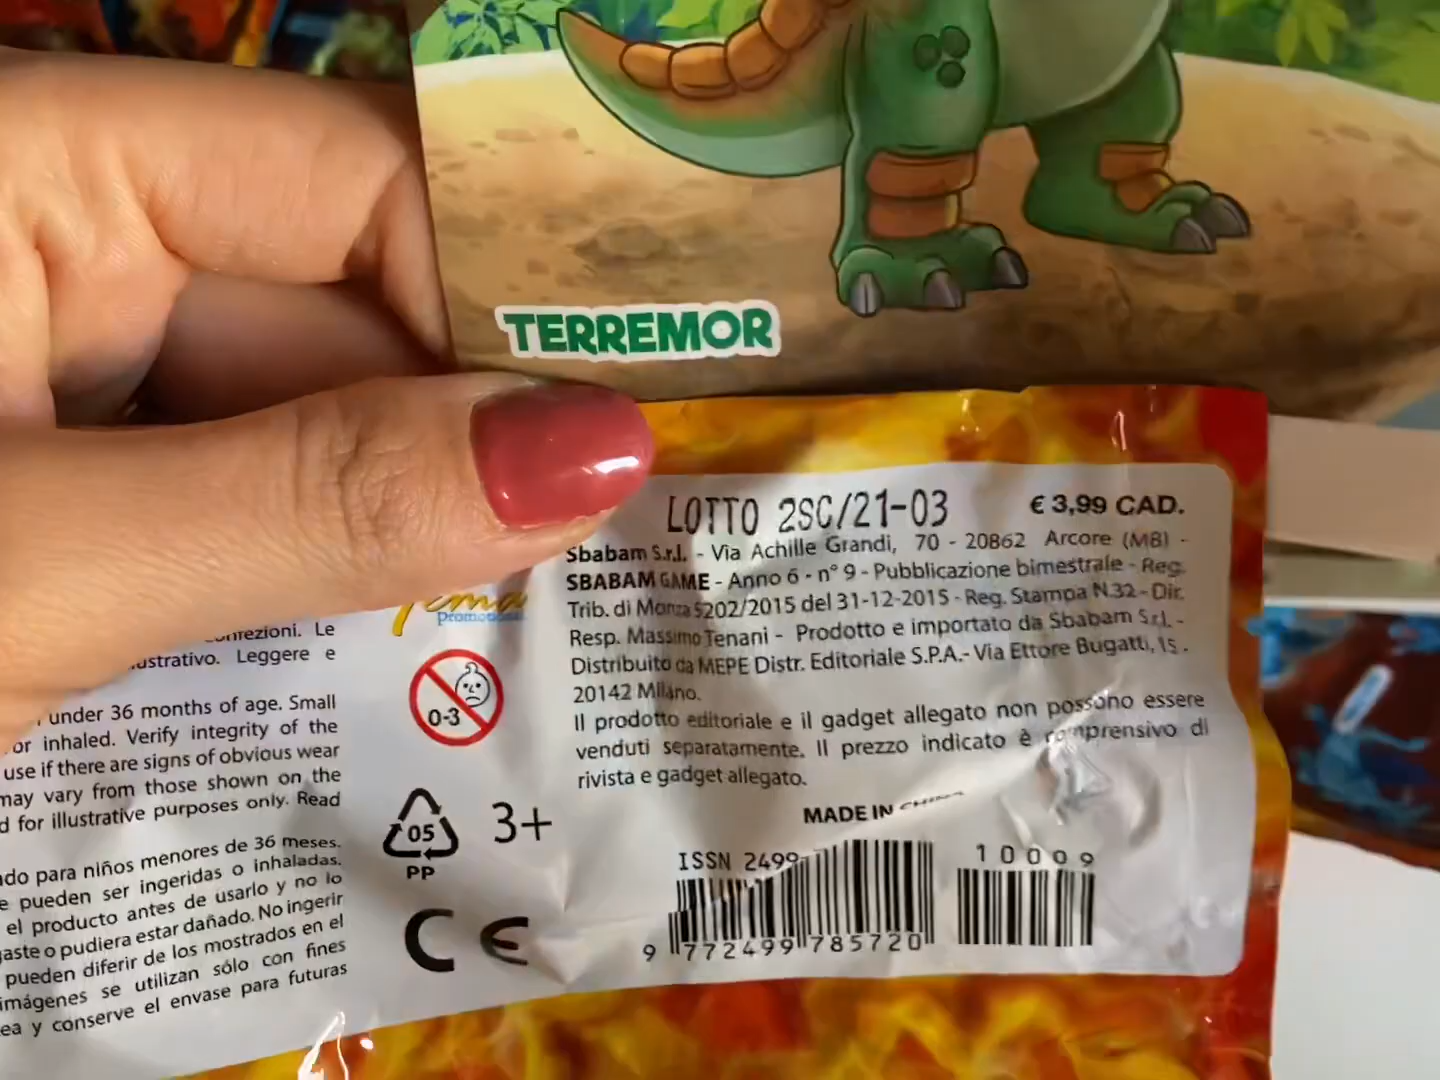 TERREMOR
LOTTO 2SC/21-03
€ 3,99 CAD.
Sbabam S.r.l. - Via Achille Grandi, 70 - 20862 Arcore (MB) -
SBABAM GAME - Anno 6 - n° 9 - Pubblicazione bimestrale - Reg.
Trib. di Monza 5202/2015 del 31-12-2015 - Reg. Stampa N.32 - Dir.
Resp. Massimo Tenani - Prodotto e importato da Sbabam S.r.l. -
Distribuito da MEPE Distr. Editoriale S.P.A.- Via Ettore Bugatti, 15 .
20142 Milano.
Il prodotto editoriale e il gadget allegato non possono essere
venduti separatamente. Il prezzo indicato è comprensivo di
rivista e gadget allegato.
MADE IN
ISSN 2499
10009
9 772499 785720
promotional
0-3
05
PP
3+
CE
Le
Leggere e
under 36 months of age. Small
or inhaled. Verify integrity of the
use if there are signs of obvious wear
may vary from those shown on the
for illustrative purposes only. Read
para niños menores de 36 meses.
pueden ser ingeridas o inhaladas.
el producto antes de usarlo y no lo
o pudiera estar dañado. No ingerir
pueden diferir de los mostrados en el
imágenes se utilizan sólo con fines
y conserve el envase para futuras